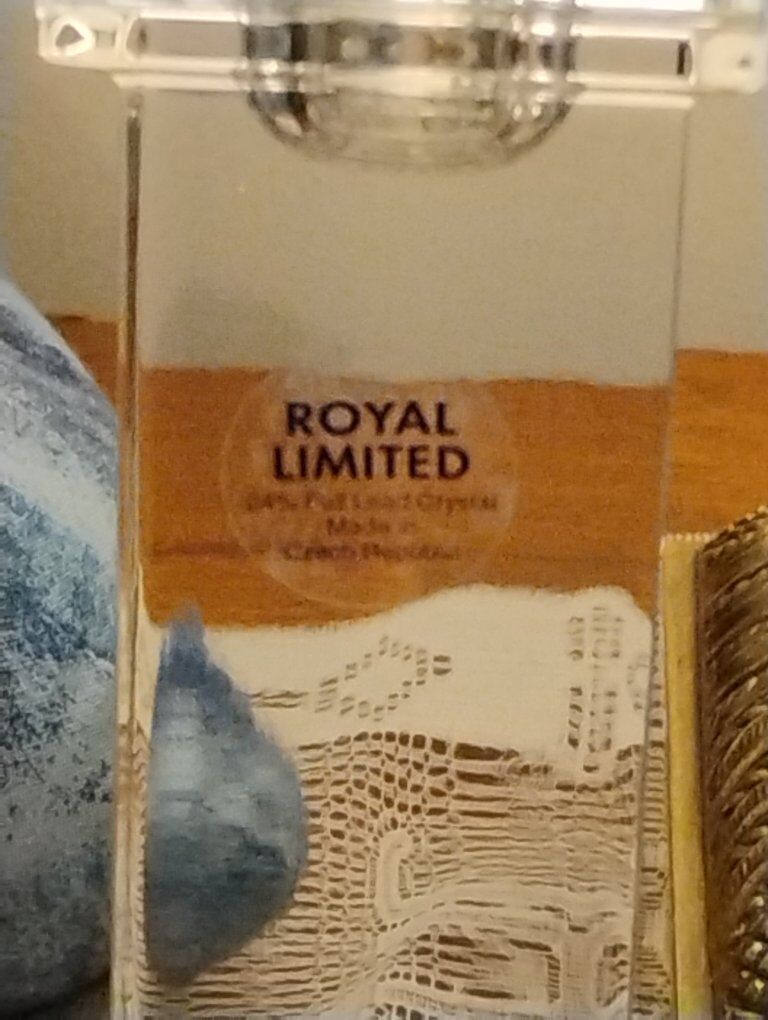 ROYAL
LIMITED
24% Full Lead Crystal
Made in
Czech Republic